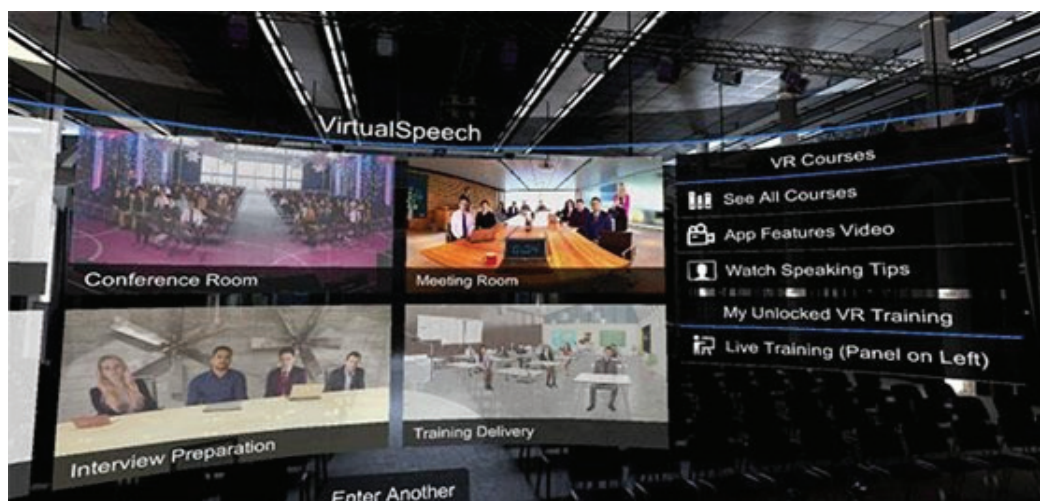 VirtualSpeech
Conference Room
Meeting Room
Interview Preparation
Training Delivery
Enter Another
VR Courses
See All Courses
App Features Video
Watch Speaking Tips
My Unlocked VR Training
Live Training (Panel on Left)